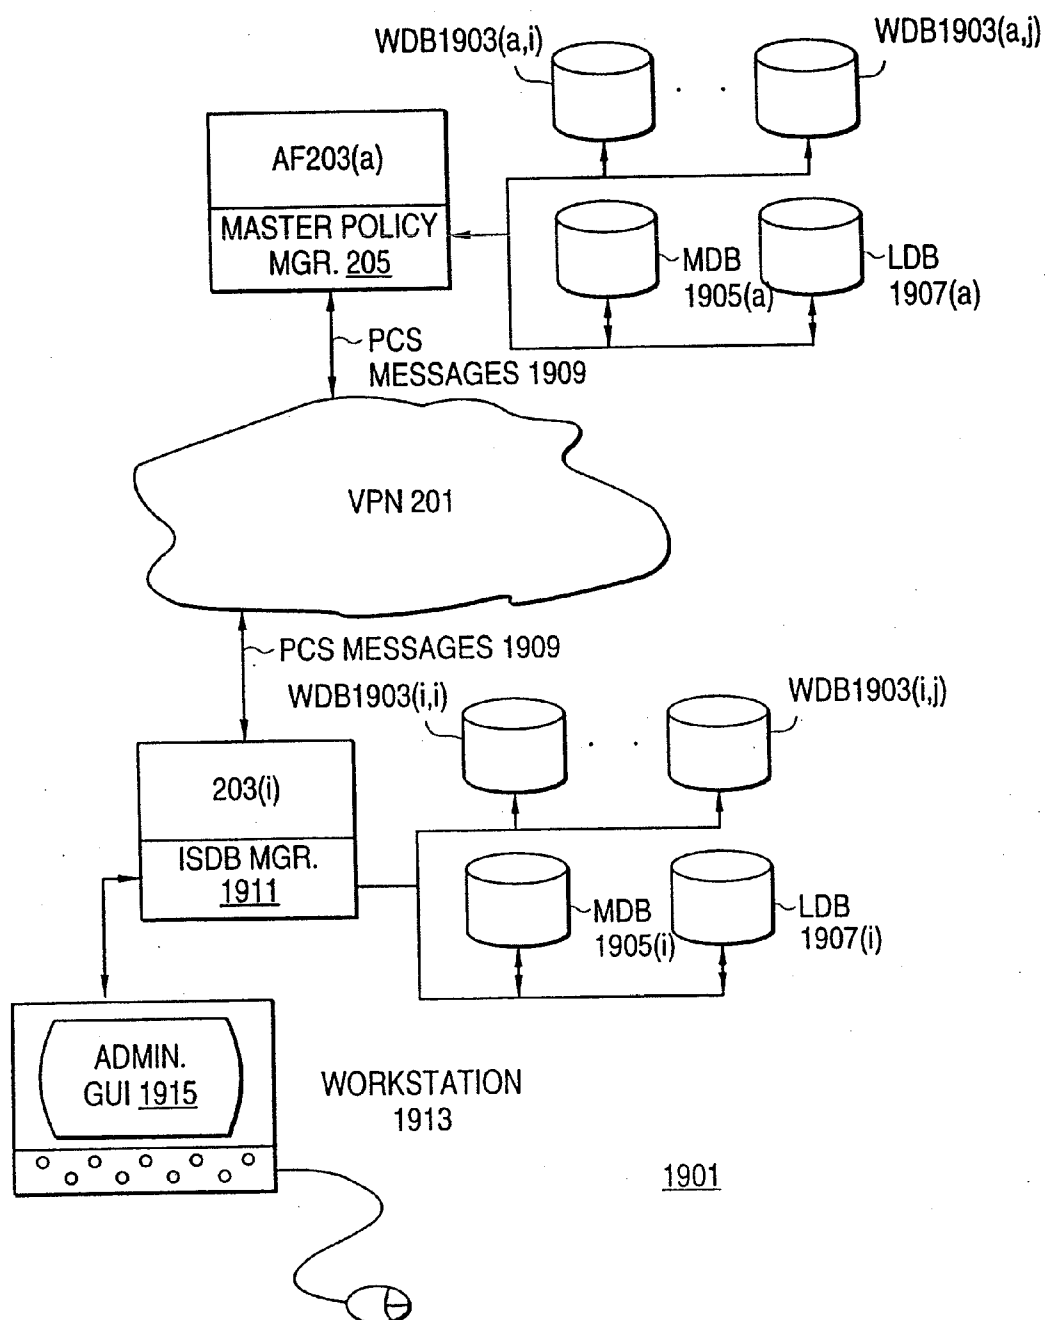 WDB1903(a,i)
WDB1903(a,j)
AF203(a)
MASTER POLICY
MGR. 205
MDB
1905(a)
LDB
1907(a)
PCS
MESSAGES 1909
VPN 201
PCS MESSAGES 1909
WDB1903(i,i)
WDB1903(i,j)
203(i)
ISDB MGR.
1911
MDB
1905(i)
LDB
1907(i)
ADMIN.
GUI 1915
WORKSTATION
1913
1901